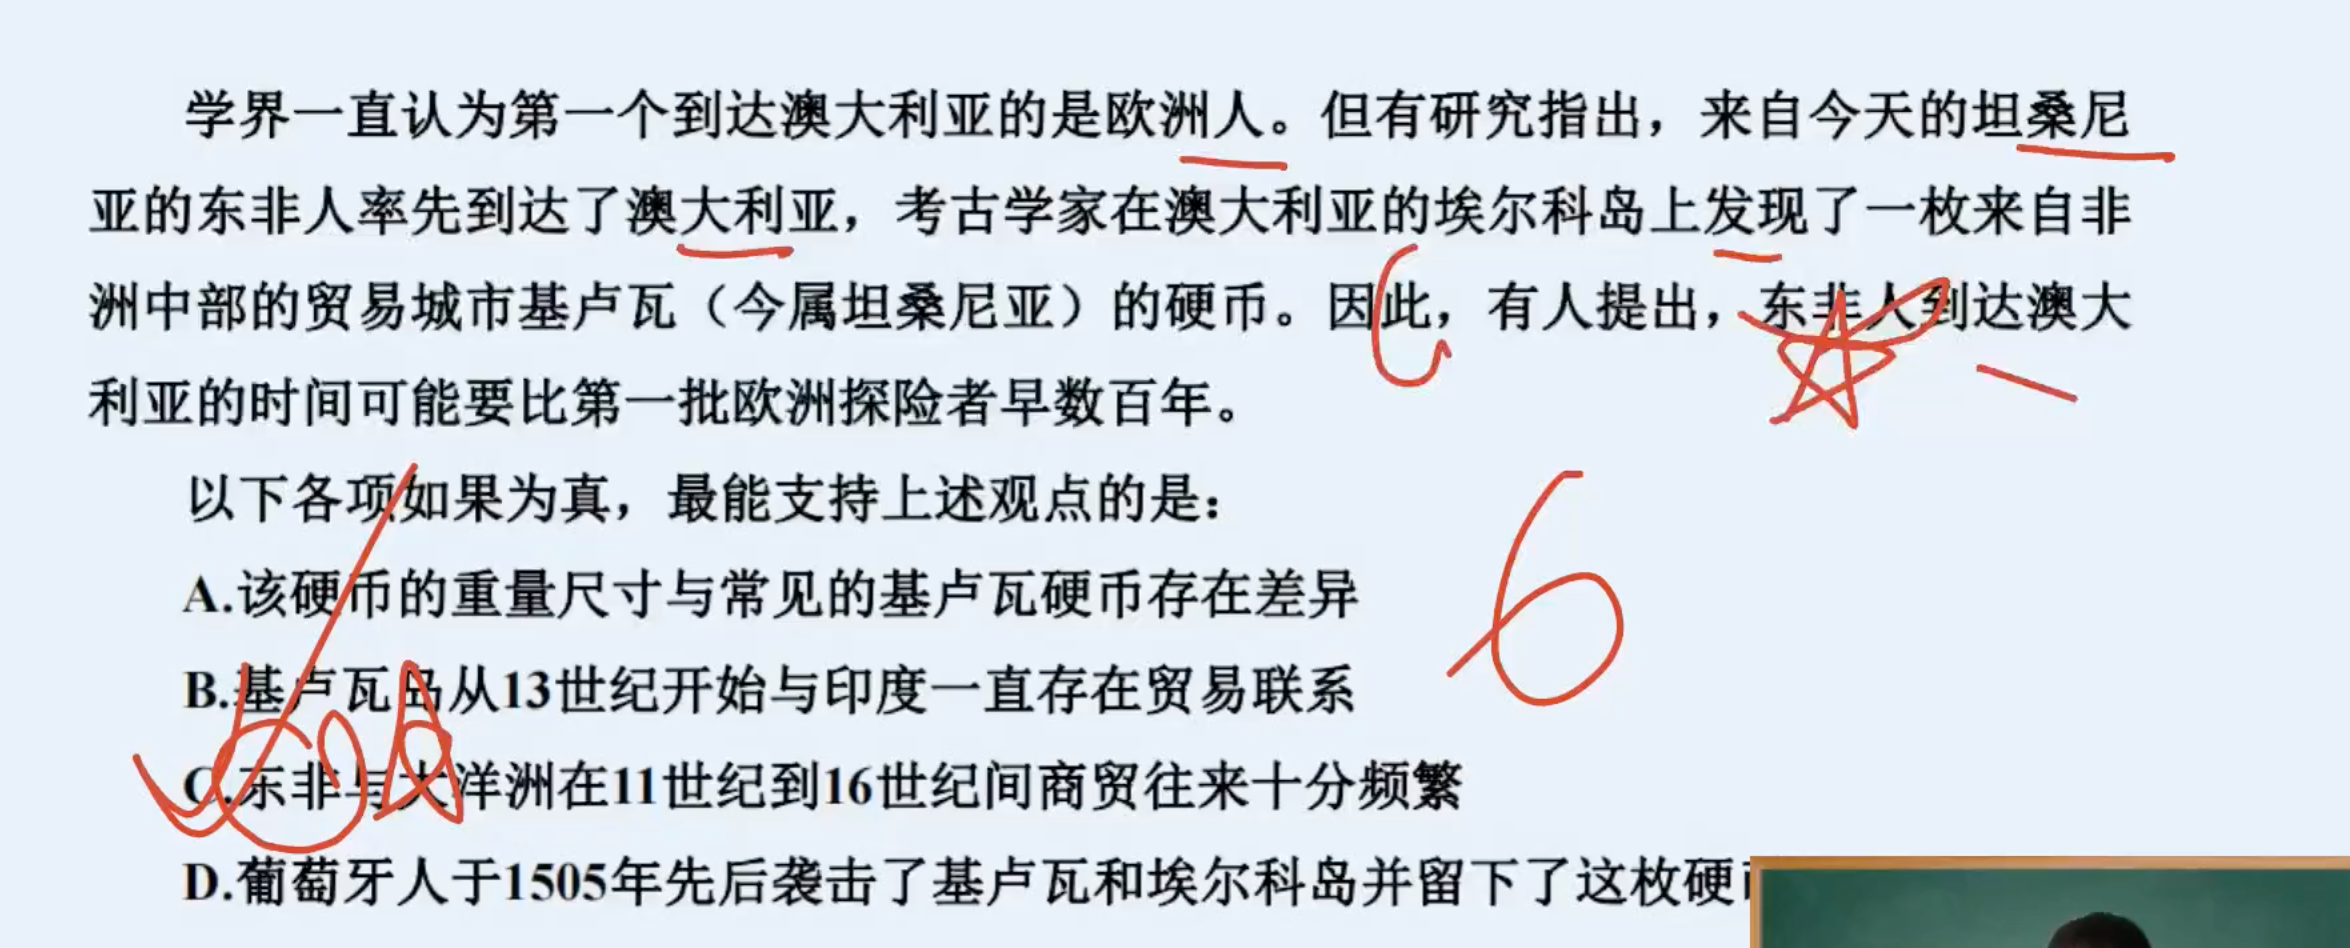 学界一直认为第一个到达澳大利亚的是欧洲人。但有研究指出，来自今天的坦桑尼
亚的东非人率先到达了澳大利亚，考古学家在澳大利亚的埃尔科岛上发现了一枚来自非
洲中部的贸易城市基卢瓦（今属坦桑尼亚）的硬币。因此，有人提出，东非人到达澳大
利亚的时间可能要比第一批欧洲探险者早数百年。
以下各项如果为真，最能支持上述观点的是：
A.该硬币的重量尺寸与常见的基卢瓦硬币存在差异
B.基卢瓦岛从13世纪开始与印度一直存在贸易联系
C.东非与大洋洲在11世纪到16世纪间商贸往来十分频繁
D.葡萄牙人于1505年先后袭击了基卢瓦和埃尔科岛并留下了这枚硬